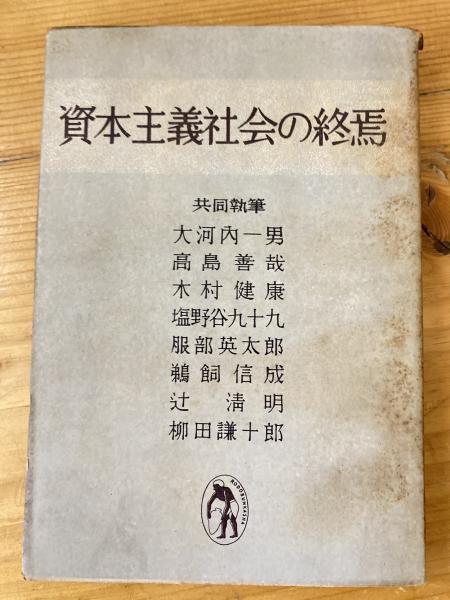 資本主義社会の終焉
共同執筆
大河内一男
高島善哉
木村健康
塩野谷九十九
服部英太郎
鵜飼信成
辻清明
柳田謙十郎
KOBUNSHA